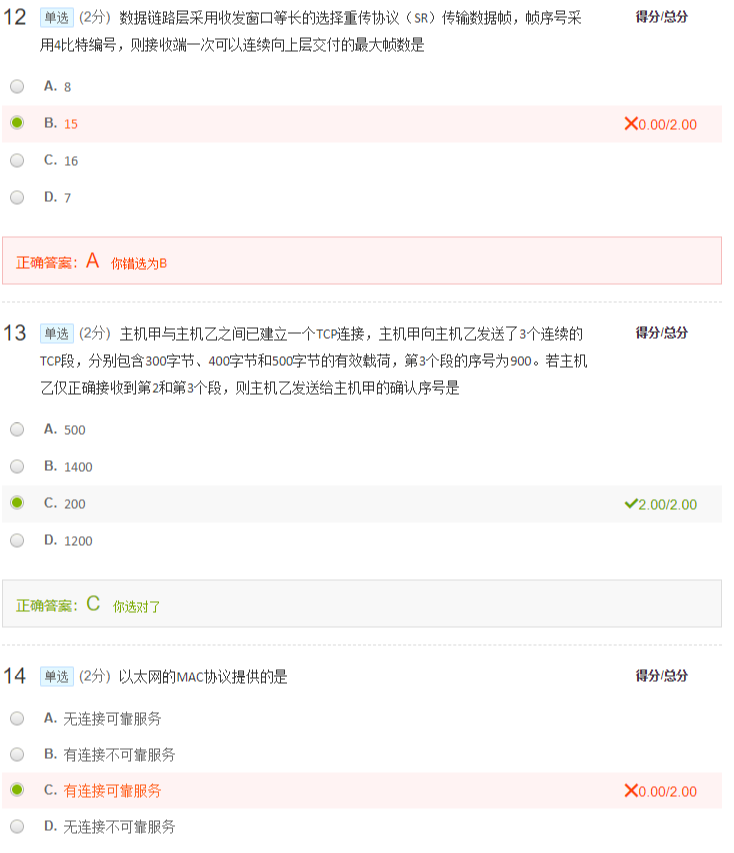 12 单选 (2分) 数据链路层采用收发窗口等长的选择重传协议（SR）传输数据帧，帧序号采 得分/总分
用4比特编号，则接收端一次可以连续向上层交付的最大帧数是
A. 8
B. 15 0.00/2.00
C. 16
D. 7
正确答案：A 你错选为B
13 单选 (2分) 主机甲与主机乙之间已建立一个TCP连接，主机甲向主机乙发送了3个连续的 得分/总分
TCP段，分别包含300字节、400字节和500字节的有效载荷，第3个段的序号为900。若主机
乙仅正确接收到第2和第3个段，则主机乙发送给主机甲的确认序号是
A. 500
B. 1400
C. 200 2.00/2.00
D. 1200
正确答案：C 你选对了
14 单选 (2分) 以太网的MAC协议提供的是 得分/总分
A. 无连接可靠服务
B. 有连接不可靠服务
C. 有连接可靠服务 0.00/2.00
D. 无连接不可靠服务